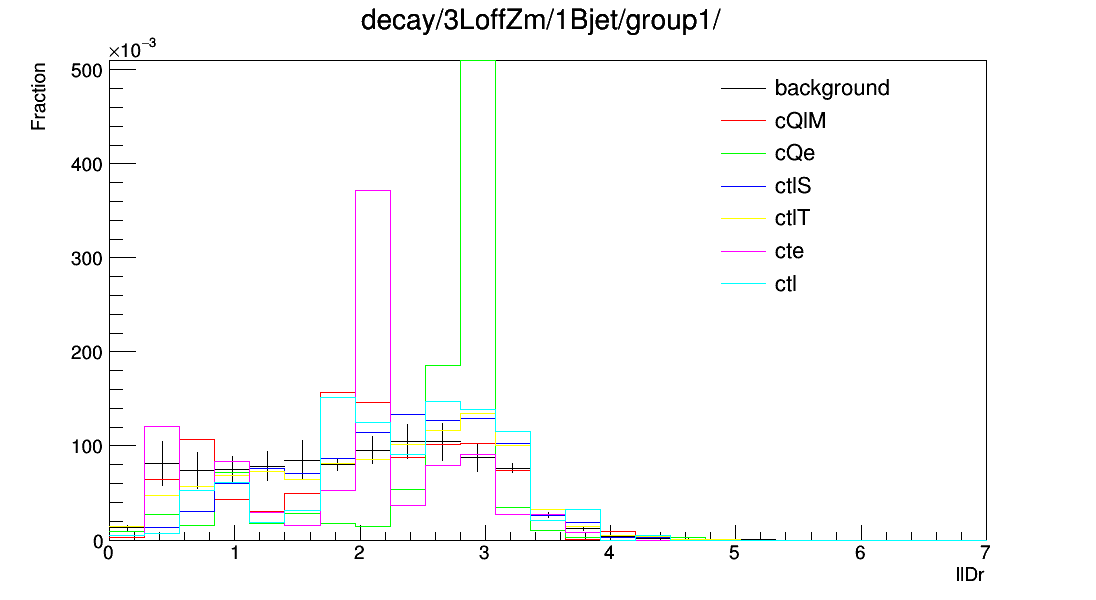 decay/3LoffZm/1Bjet/group1/
×10⁻³
Fraction
500
400
300
200
100
0
background
cQlM
cQe
ctlS
ctlT
cte
ctl
0 1 2 3 4 5 6 7
llDr